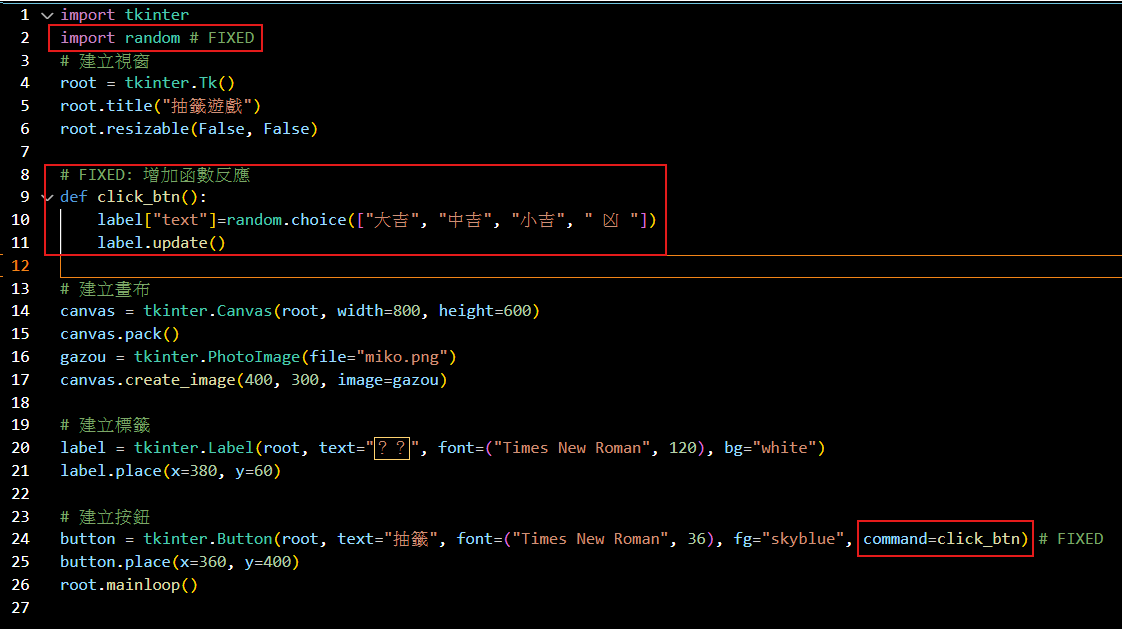 1 import tkinter
2 import random # FIXED
3 # 建立視窗
4 root = tkinter.Tk()
5 root.title("抽籤遊戲")
6 root.resizable(False, False)
7
8 # FIXED: 增加函數反應
9 def click_btn():
10     label["text"]=random.choice(["大吉", "中吉", "小吉", " 凶 "])
11     label.update()
12
13 # 建立畫布
14 canvas = tkinter.Canvas(root, width=800, height=600)
15 canvas.pack()
16 gazou = tkinter.PhotoImage(file="miko.png")
17 canvas.create_image(400, 300, image=gazou)
18
19 # 建立標籤
20 label = tkinter.Label(root, text="？？", font=("Times New Roman", 120), bg="white")
21 label.place(x=380, y=60)
22
23 # 建立按鈕
24 button = tkinter.Button(root, text="抽籤", font=("Times New Roman", 36), fg="skyblue", command=click_btn) # FIXED
25 button.place(x=360, y=400)
26 root.mainloop()
27